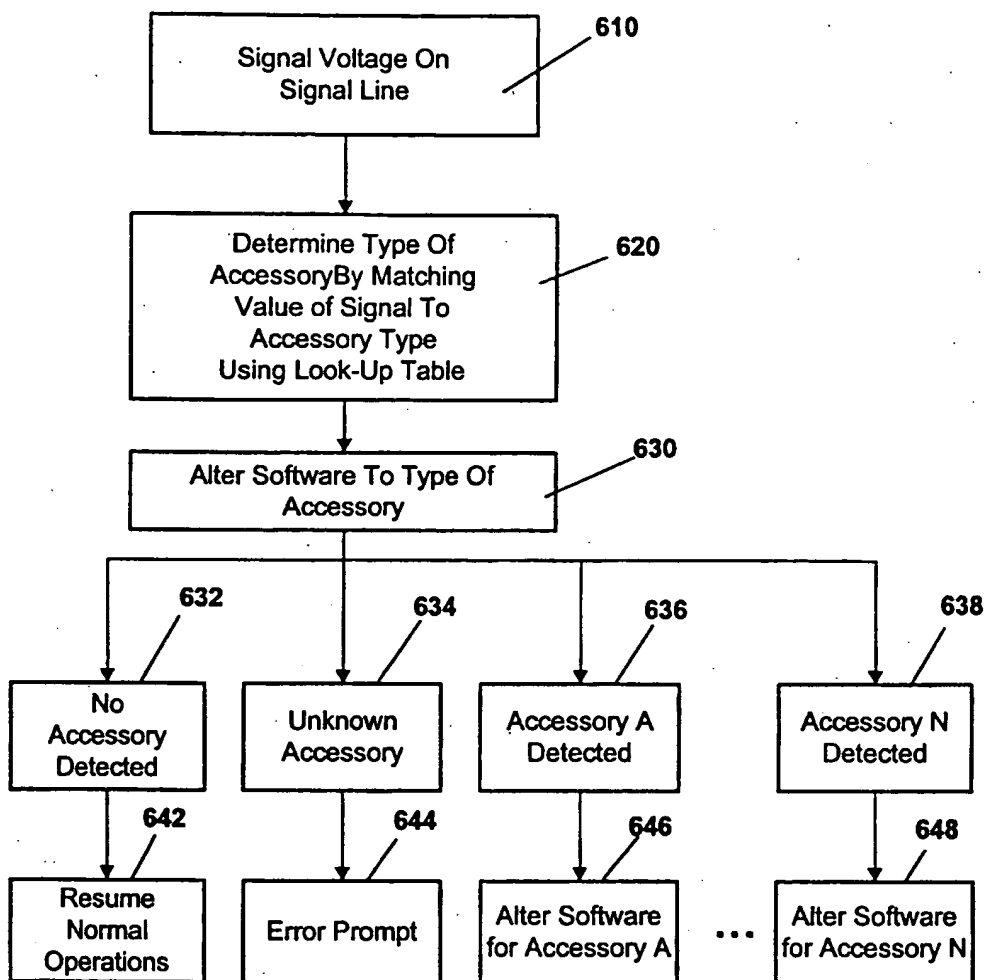 610
Signal Voltage On
Signal Line
620
Determine Type Of
AccessoryBy Matching
Value of Signal To
Accessory Type
Using Look-Up Table
630
Alter Software To Type Of
Accessory
632
634
636
638
No
Accessory
Detected
Unknown
Accessory
Accessory A
Detected
Accessory N
Detected
642
644
646
648
Resume
Normal
Operations
Error Prompt
Alter Software
for Accessory A
...
Alter Software
for Accessory N